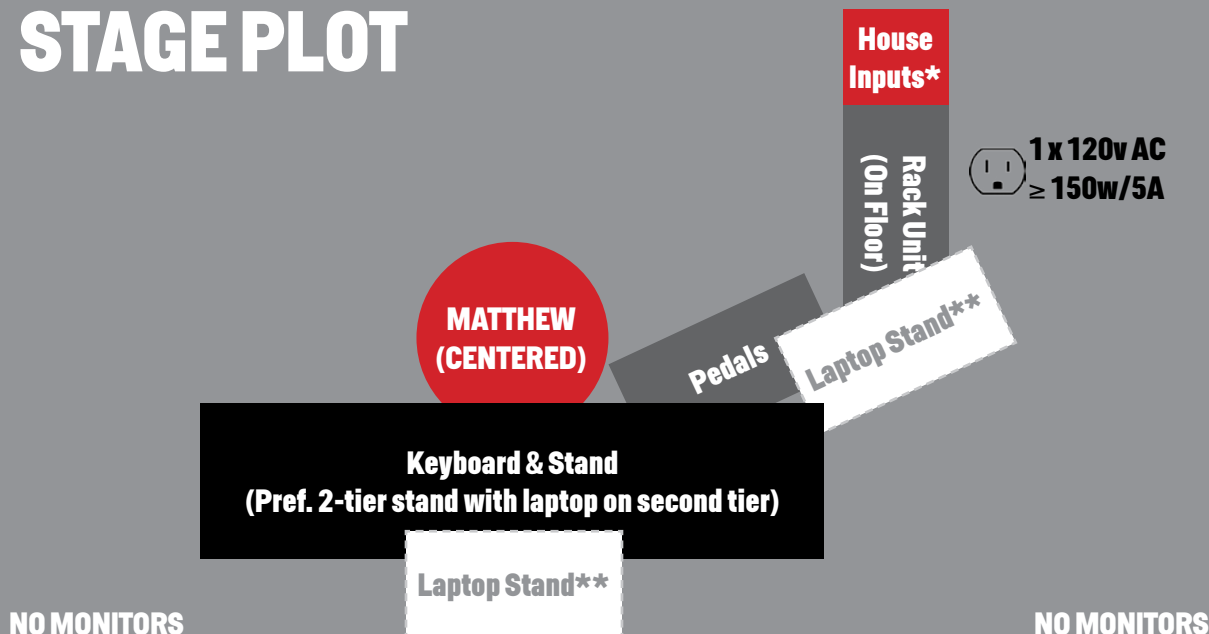 STAGE PLOT
House
Inputs*
1 x 120v AC
≥ 150w/5A
Rack Unit
(On Floor)
MATTHEW
(CENTERED)
Pedals
Laptop Stand**
Keyboard & Stand
(Pref. 2-tier stand with laptop on second tier)
Laptop Stand**
NO MONITORS
NO MONITORS